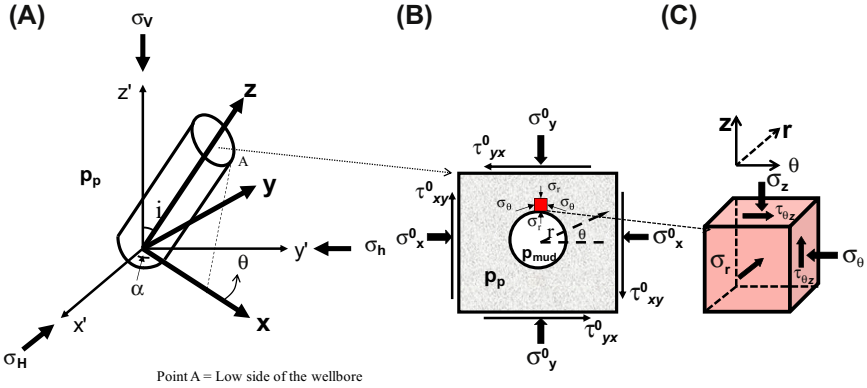 (A)
σV
z'
z
A
pp
y
i
σh
y'
α
θ
x'
x
σH
Point A = Low side of the wellbore
(B)
σ⁰y
τ⁰yx
τ⁰xy
σr
σθ
σθ
σr
σ⁰x
r
θ
σ⁰x
pmud
pp
τ⁰xy
τ⁰yx
σ⁰y
(C)
z
r
θ
σz
τθz
σr
τθz
σθ